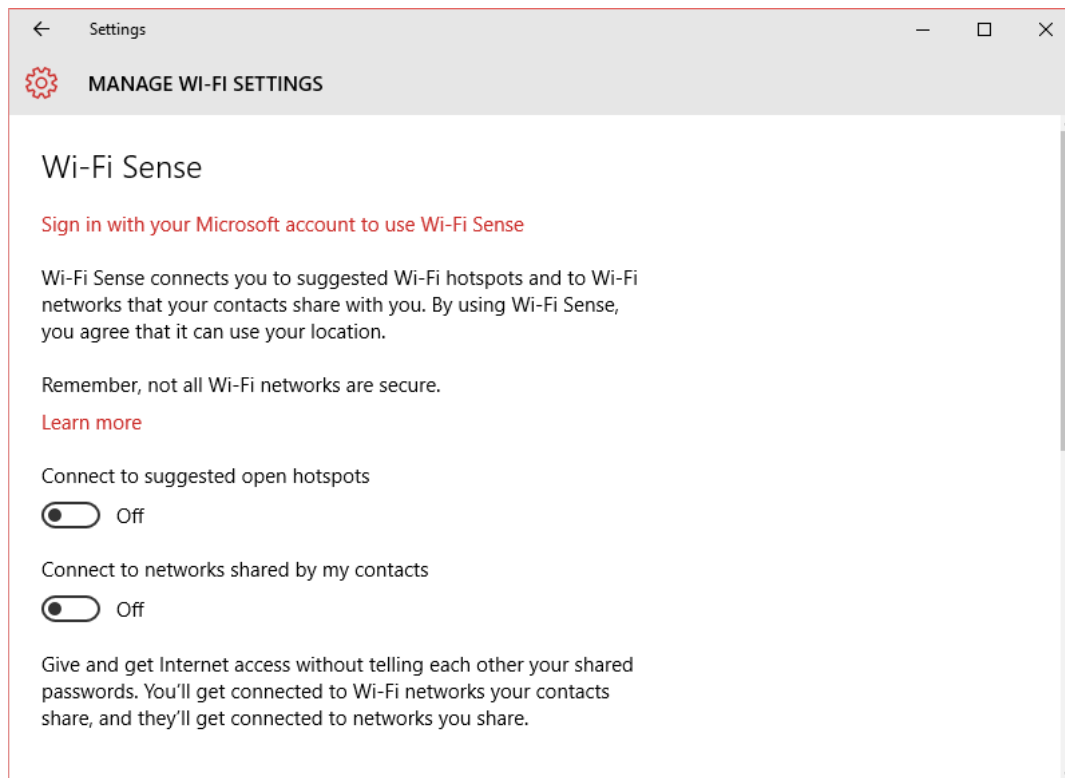 Settings
MANAGE WI-FI SETTINGS
Wi-Fi Sense
Sign in with your Microsoft account to use Wi-Fi Sense
Wi-Fi Sense connects you to suggested Wi-Fi hotspots and to Wi-Fi
networks that your contacts share with you. By using Wi-Fi Sense,
you agree that it can use your location.
Remember, not all Wi-Fi networks are secure.
Learn more
Connect to suggested open hotspots
Off
Connect to networks shared by my contacts
Off
Give and get Internet access without telling each other your shared
passwords. You’ll get connected to Wi-Fi networks your contacts
share, and they’ll get connected to networks you share.